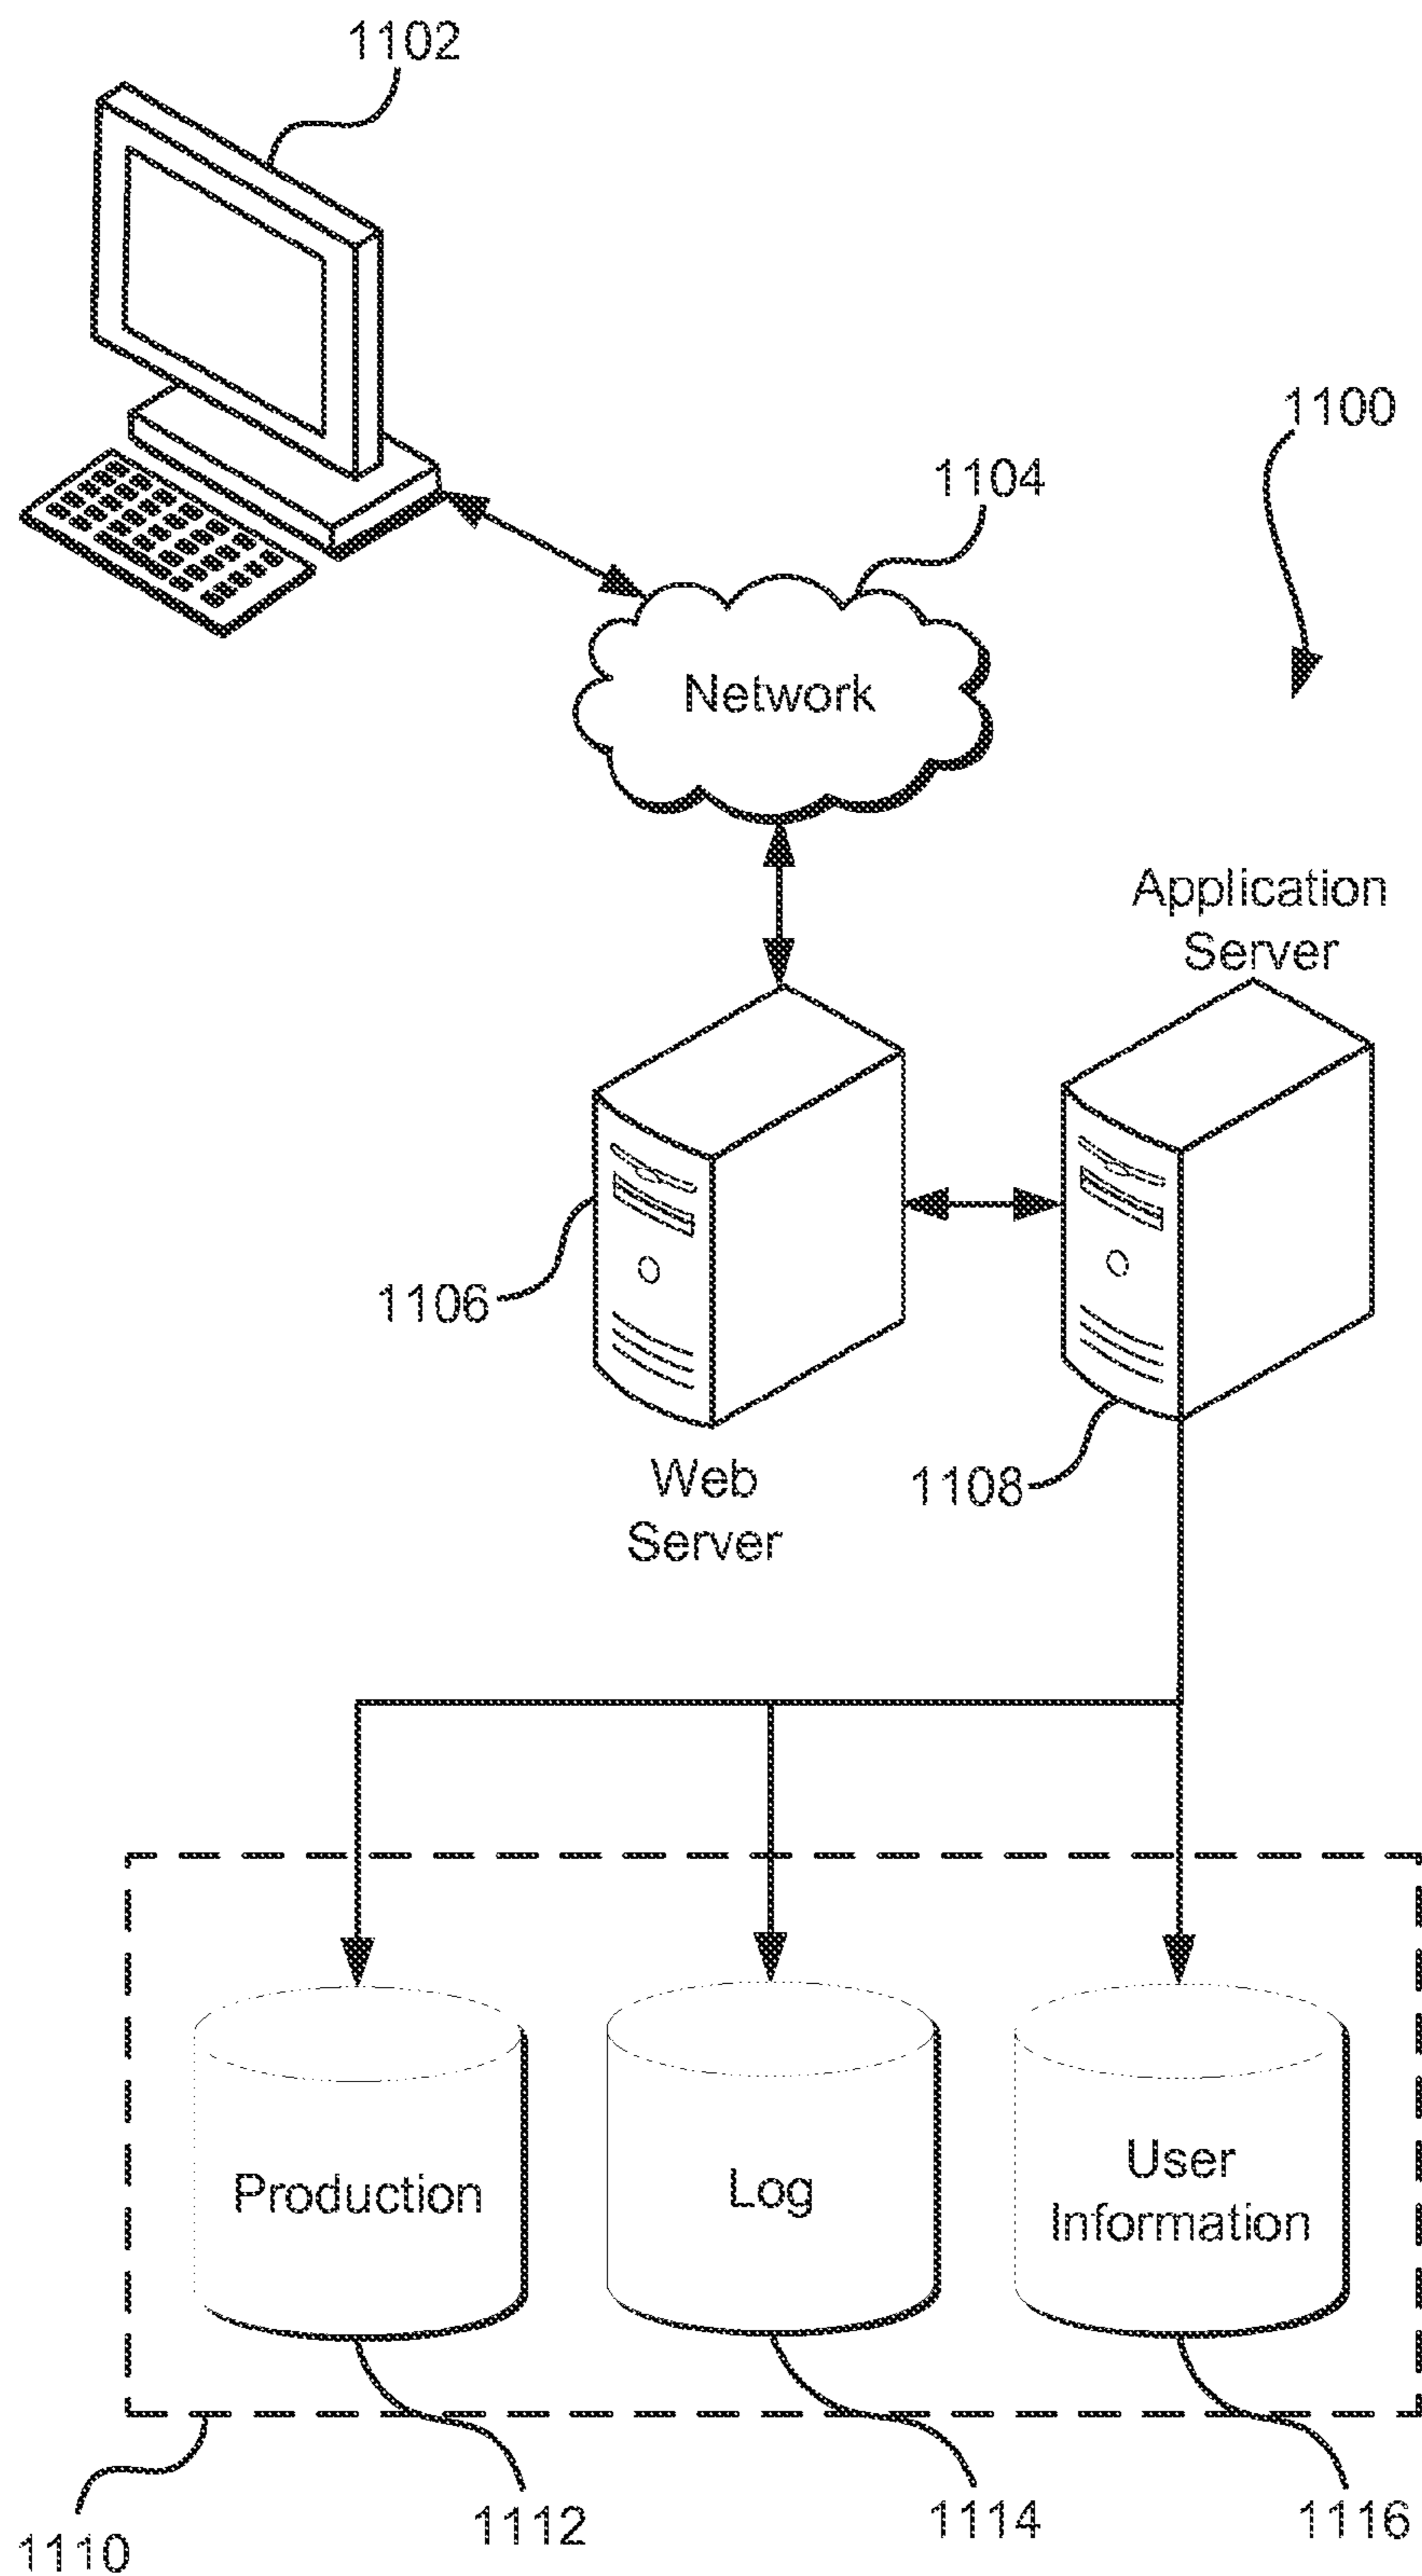 1102
1100
1104
Network
Application
Server
1106
Web
Server
1108
Production
Log
User
Information
1110
1112
1114
1116